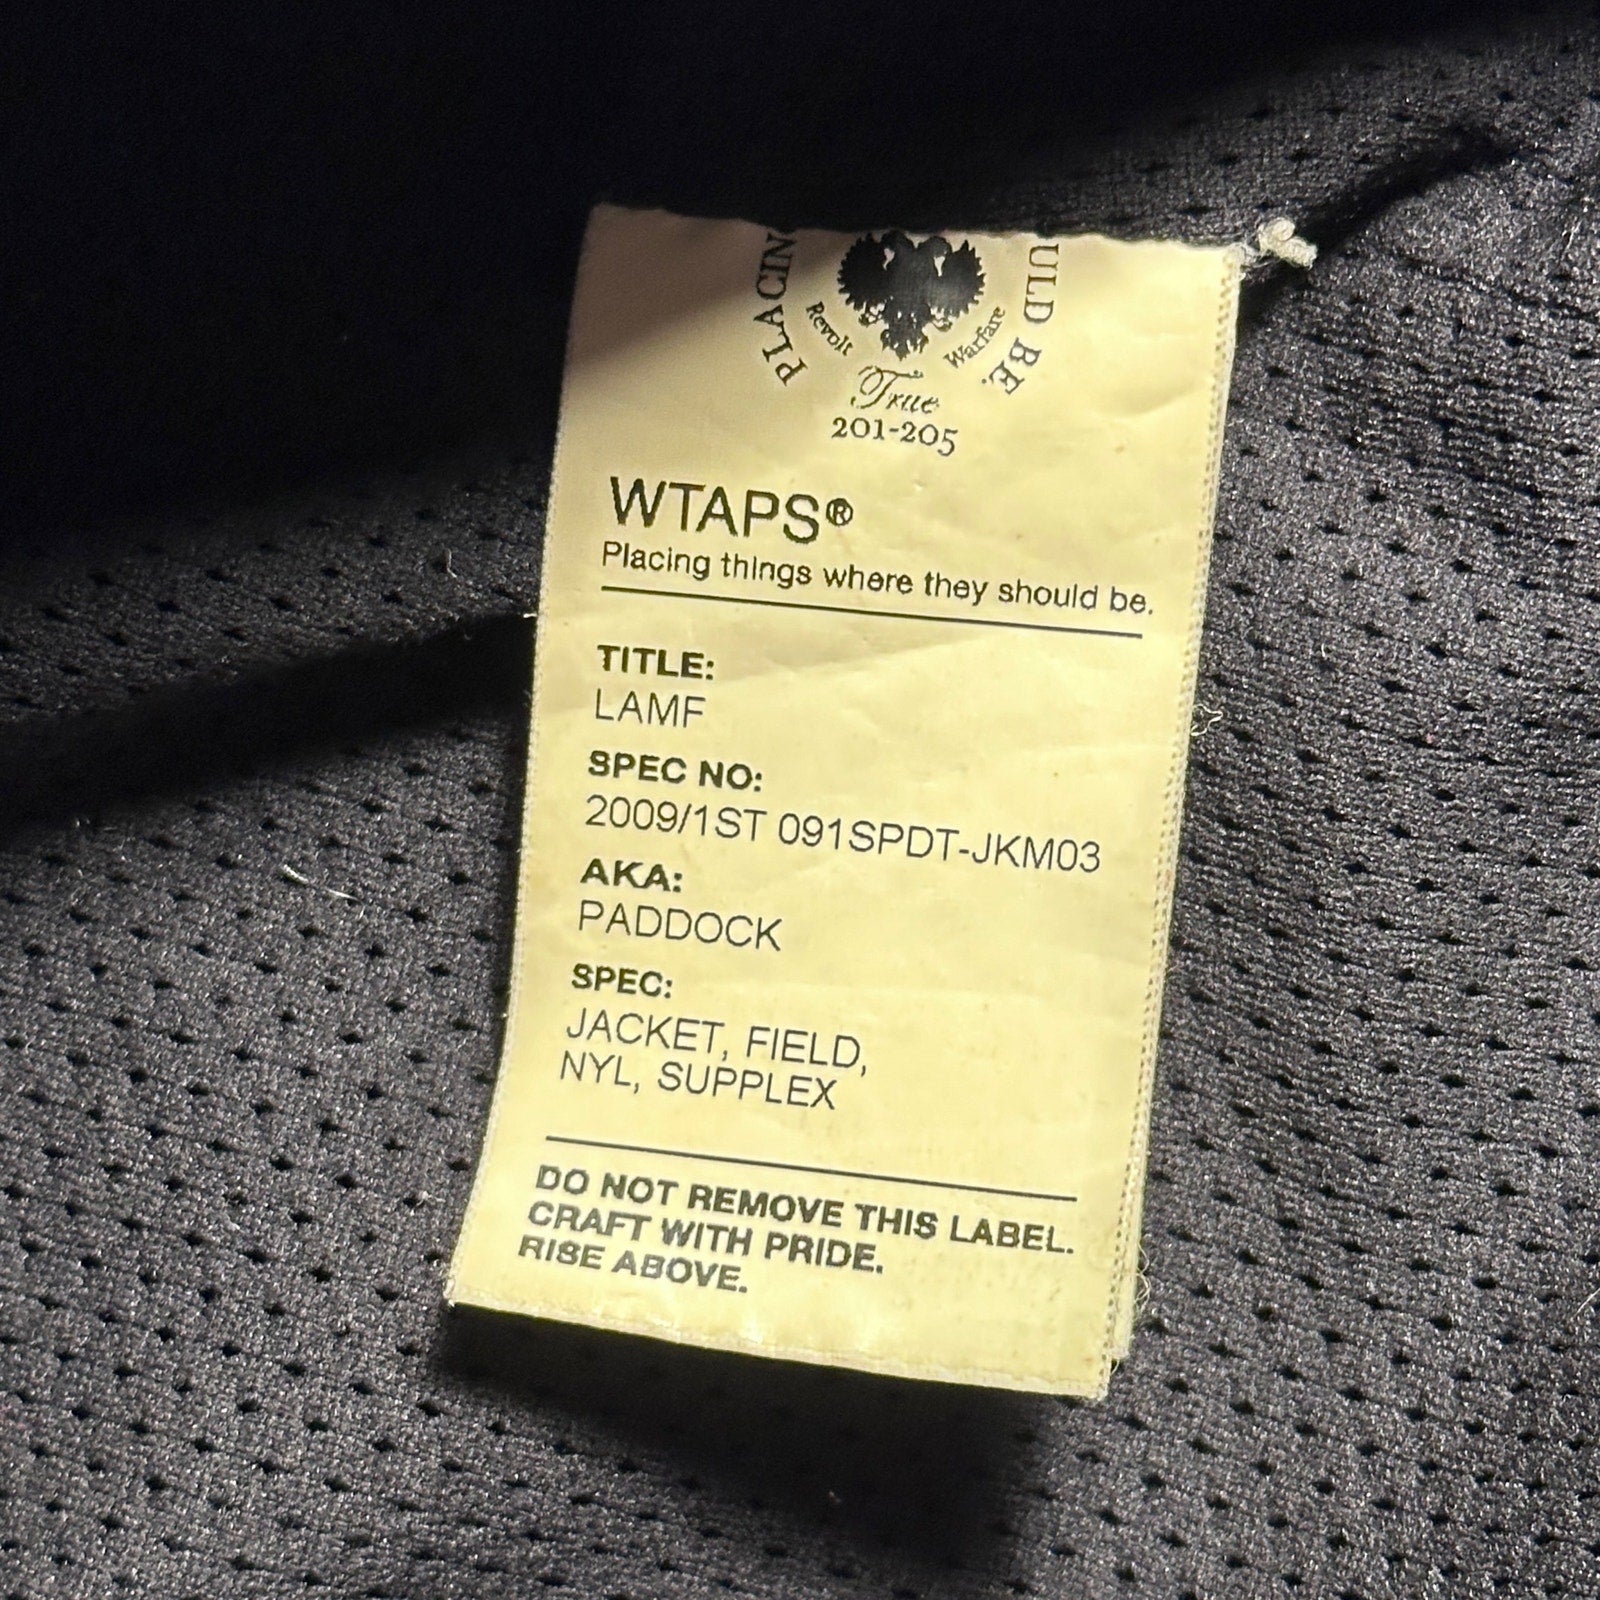 PLACIN
ULD BE.
Revolt
Warfare
True
201-205
WTAPS®
Placing things where they should be.
TITLE:
LAMF
SPEC NO:
2009/1ST 091SPDT-JKM03
AKA:
PADDOCK
SPEC:
JACKET, FIELD,
NYL, SUPPLEX
DO NOT REMOVE THIS LABEL.
CRAFT WITH PRIDE.
RISE ABOVE.